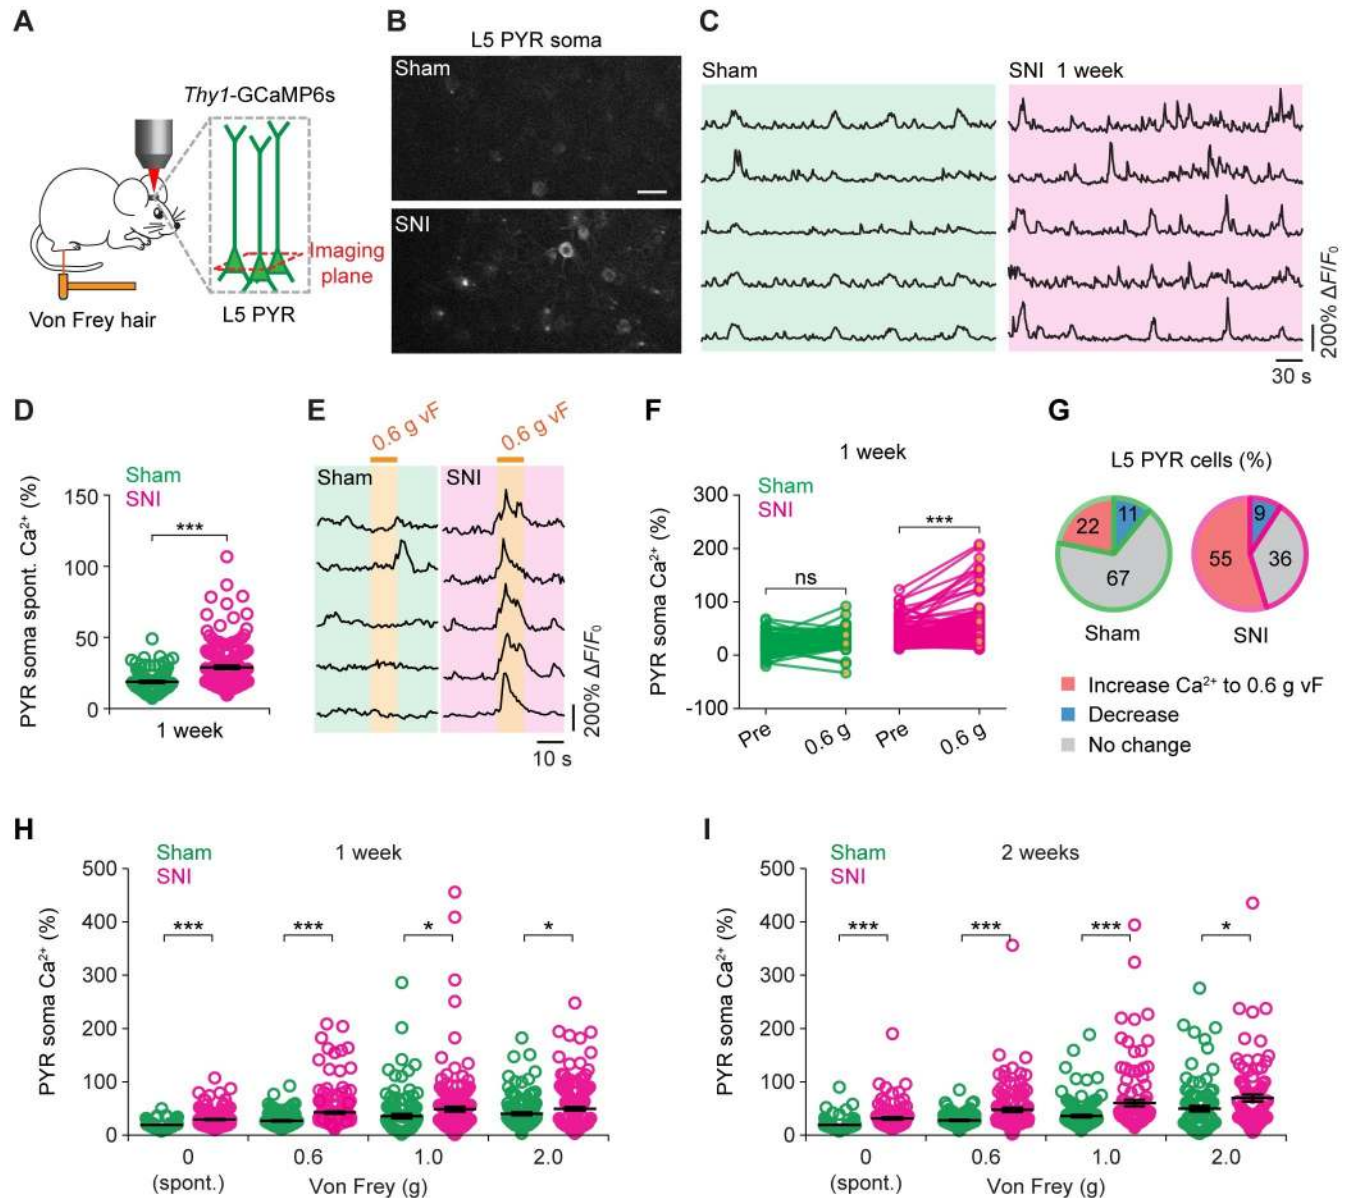 A
Thy1-GCaMP6s
Imaging
plane
L5 PYR
Von Frey hair
B
L5 PYR soma
Sham
SNI
C
Sham
SNI 1 week
200% ΔF/F₀
30 s
D
Sham
SNI
***
PYR soma spont. Ca²⁺ (%)
150
100
50
0
1 week
E
0.6 g vF
0.6 g vF
Sham
SNI
200% ΔF/F₀
10 s
F
1 week
Sham
SNI
ns
***
PYR soma Ca²⁺ (%)
300
200
100
0
-100
Pre
0.6 g
Pre
0.6 g
G
L5 PYR cells (%)
22
11
67
Sham
9
55
36
SNI
Increase Ca²⁺ to 0.6 g vF
Decrease
No change
H
1 week
Sham
SNI
PYR soma Ca²⁺ (%)
500
400
300
200
100
0
***
***
*
*
0
(spont.)
0.6
1.0
2.0
Von Frey (g)
I
2 weeks
Sham
SNI
PYR soma Ca²⁺ (%)
500
400
300
200
100
0
***
***
***
*
0
(spont.)
0.6
1.0
2.0
Von Frey (g)